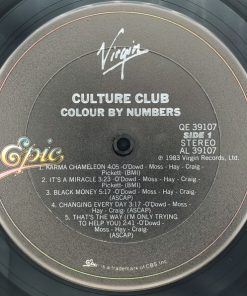 Virgin
CULTURE CLUB
COLOUR BY NUMBERS
QE 39107
SIDE 1
STEREO
AL 39107
℗ 1983 Virgin Records, Ltd.
Epic
1. KARMA CHAMELEON 4:05 -O'Dowd - Moss - Hay - Craig-
Pickett- (BMI)
2. IT'S A MIRACLE 3:23 -O'Dowd - Moss - Hay - Craig-
Pickett (BMI)
3. BLACK MONEY 5:17 -O'Dowd - Moss - Hay - Craig-
(ASCAP)
4. CHANGING EVERY DAY 3:17 -O'Dowd - Moss -
Hay - Craig- (ASCAP)
5. THAT'S THE WAY (I'M ONLY TRYING
TO HELP YOU) 2:41 -O'Dowd -
Moss - Hay - Craig-
(ASCAP)
Epic is a trademark of CBS Inc.